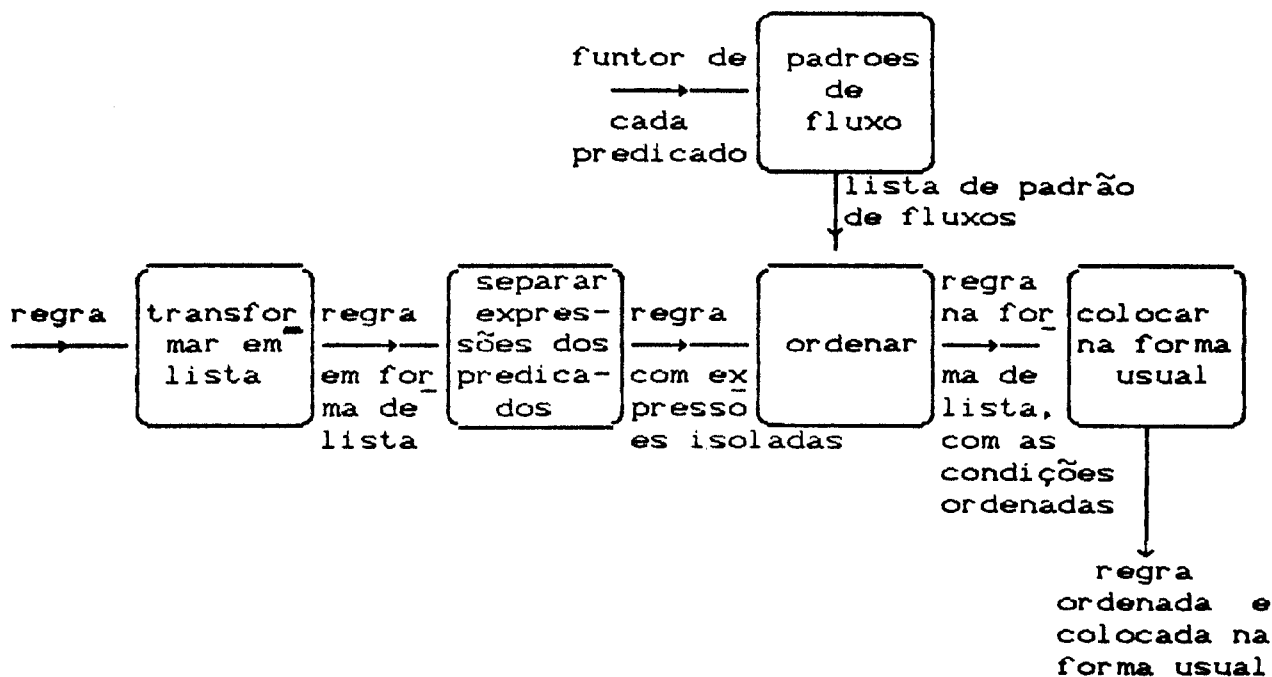 funtor de
cada
predicado
padroes
de
fluxo
lista de padrão
de fluxos
regra
transfor
mar em
lista
regra
em for
ma de
lista
separar
expres-
sões dos
predica-
dos
regra
com ex
presso
es isoladas
ordenar
regra
na for
ma de
lista,
com as
condições
ordenadas
colocar
na forma
usual
regra
ordenada e
colocada na
forma usual